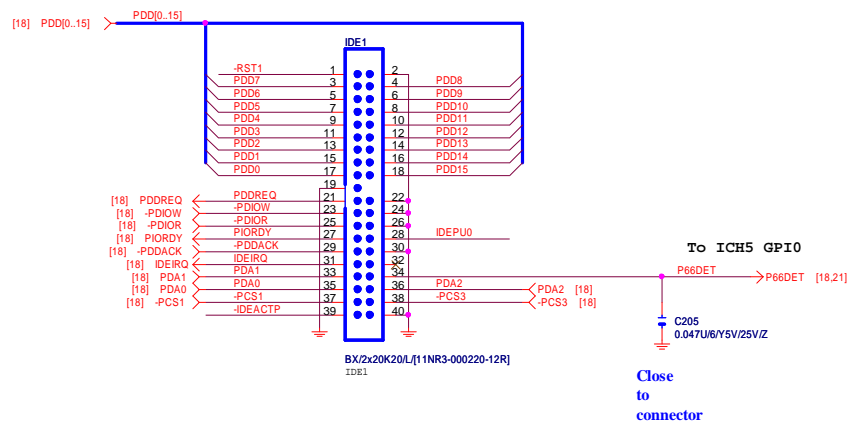 [18] PDD[0..15] PDD[0..15]
IDE1
-RST1 1 2
PDD7 3 4 PDD8
PDD6 5 6 PDD9
PDD5 7 8 PDD10
PDD4 9 10 PDD11
PDD3 11 12 PDD12
PDD2 13 14 PDD13
PDD1 15 16 PDD14
PDD0 17 18 PDD15
19
[18] PDDREQ PDDREQ 21 22
[18] -PDIOW -PDIOW 23 24
[18] -PDIOR -PDIOR 25 26
[18] PIORDY PIORDY 27 28 IDEPU0
[18] -PDDACK -PDDACK 29 30
[18] IDEIRQ IDEIRQ 31 32
[18] PDA1 PDA1 33 34
[18] PDA0 PDA0 35 36 PDA2 PDA2 [18]
[18] -PCS1 -PCS1 37 38 -PCS3 -PCS3 [18]
-IDEACTP 39 40
To ICH5 GPI0
P66DET P66DET [18,21]
C205
0.047U/6/Y5V/25V/Z
BX/2x20K20/L/[11NR3-000220-12R]
IDE1
Close
to
connector